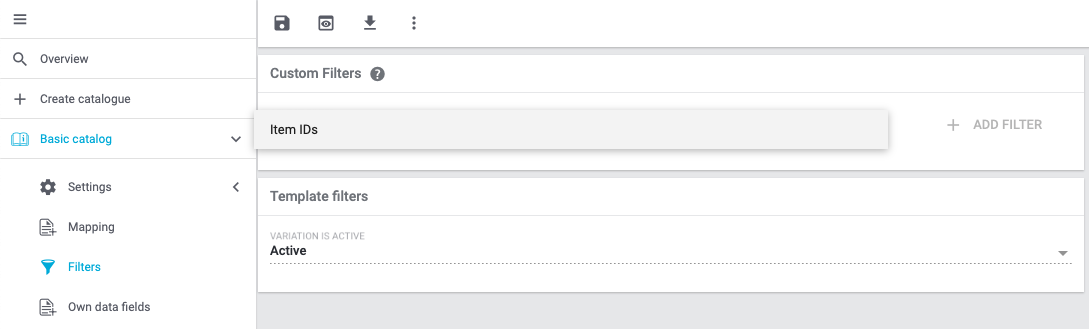 Overview
Create catalogue
Basic catalog
Settings
Mapping
Filters
Own data fields
Custom Filters ?
Item IDs
ADD FILTER
Template filters
VARIATION IS ACTIVE
Active